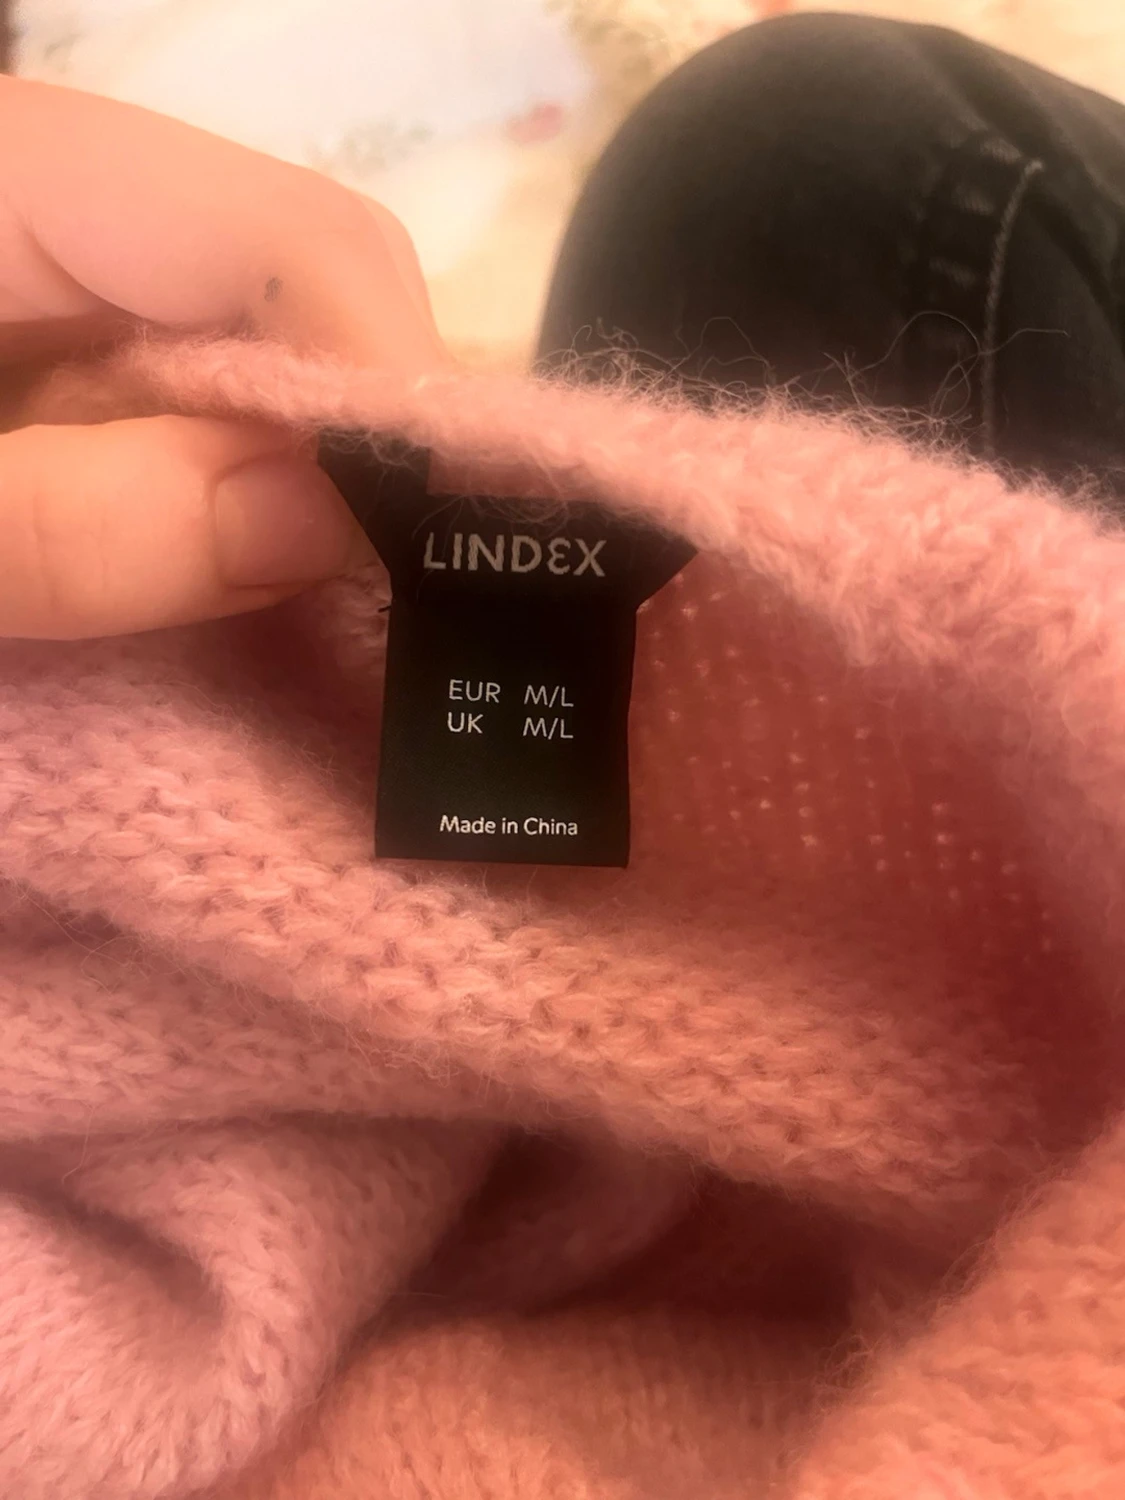 LINDEX
EUR M/L
UK M/L
Made in China